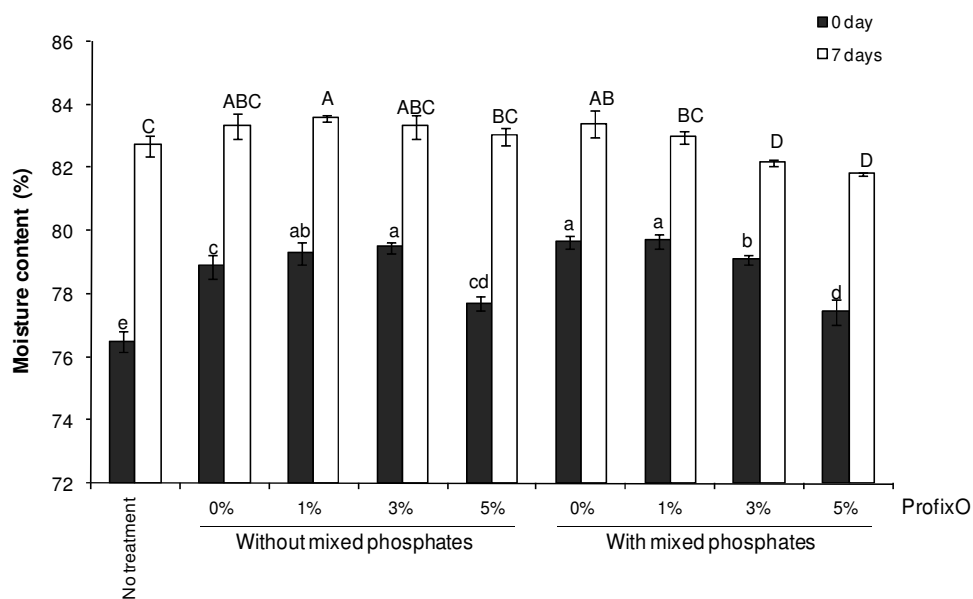 0 day
7 days
86
84
82
80
78
76
74
72
Moisture content (%)
C
ABC
A
ABC
BC
AB
BC
D
D
e
c
ab
a
cd
a
a
b
d
No treatment
0%
1%
3%
5%
0%
1%
3%
5%
ProfixO
Without mixed phosphates
With mixed phosphates